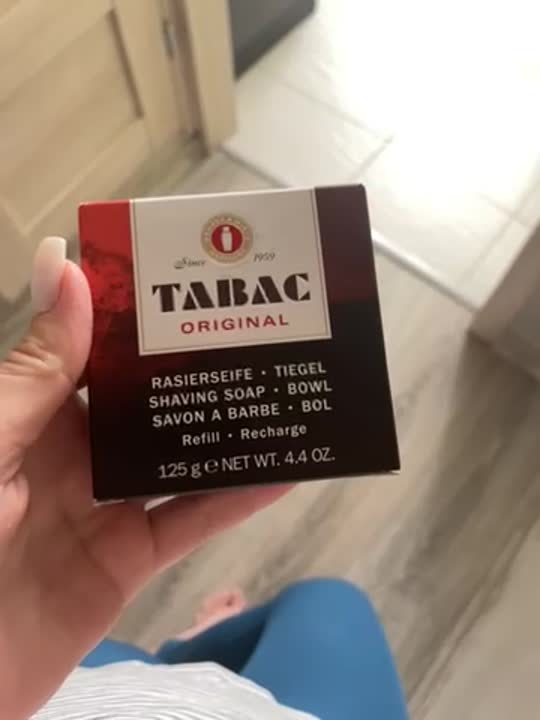 Since 1959
TABAC
ORIGINAL
RASIERSEIFE · TIEGEL
SHAVING SOAP · BOWL
SAVON A BARBE · BOL
Refill · Recharge
125 g ℮ NET WT. 4.4 OZ.